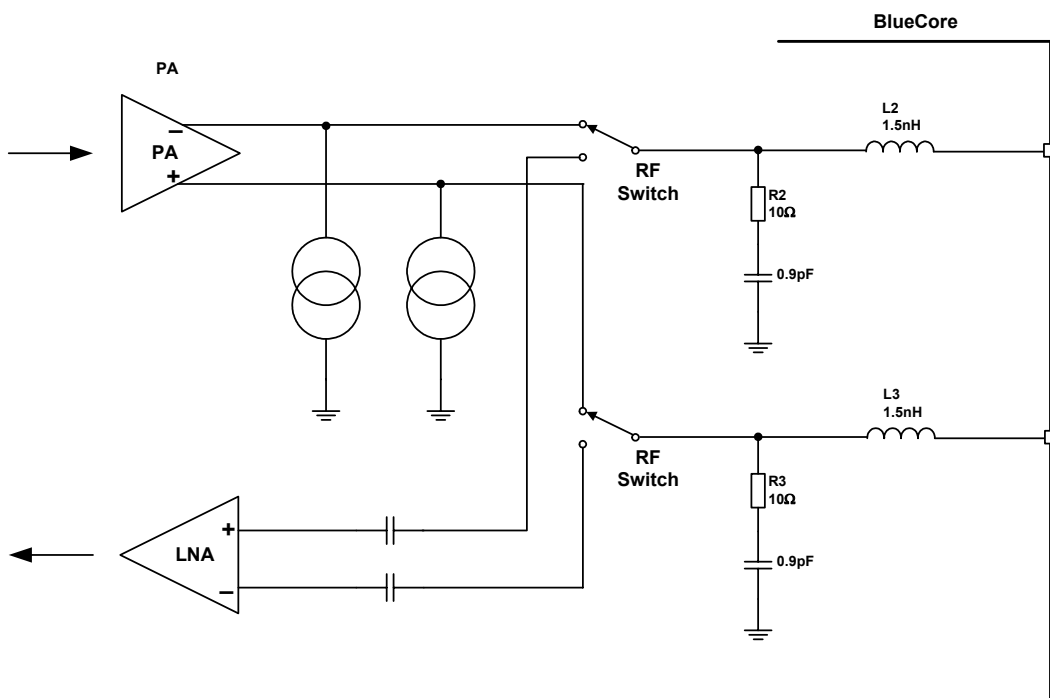 BlueCore
PA
L2
1.5nH
−
PA
+
RF
Switch
R2
10Ω
0.9pF
L3
1.5nH
RF
Switch
R3
10Ω
+
LNA
−
0.9pF